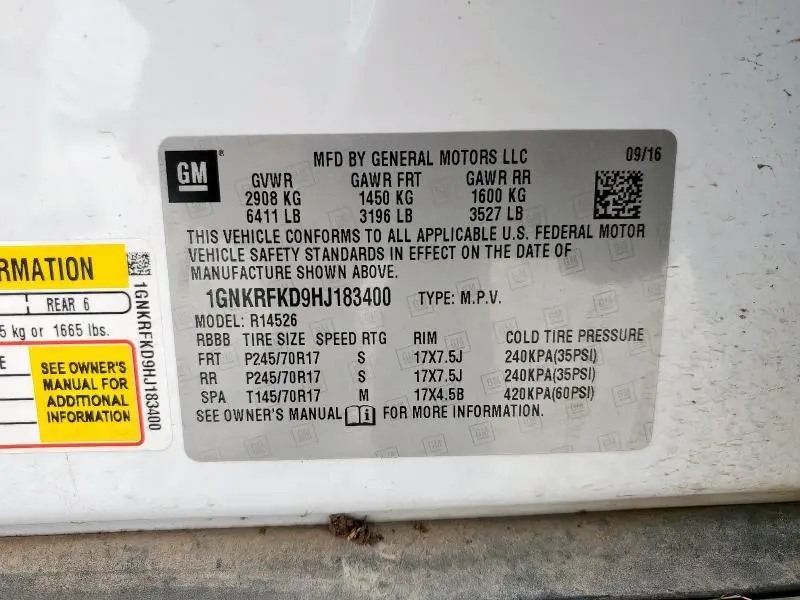 GM
MFD BY GENERAL MOTORS LLC 09/16
GVWR GAWR FRT GAWR RR
2908 KG 1450 KG 1600 KG
6411 LB 3196 LB 3527 LB
THIS VEHICLE CONFORMS TO ALL APPLICABLE U.S. FEDERAL MOTOR
VEHICLE SAFETY STANDARDS IN EFFECT ON THE DATE OF
MANUFACTURE SHOWN ABOVE.
1GNKRFKD9HJ183400 TYPE: M.P.V.
MODEL: R14526
RBBB TIRE SIZE SPEED RTG RIM COLD TIRE PRESSURE
FRT P245/70R17 S 17X7.5J 240KPA(35PSI)
RR P245/70R17 S 17X7.5J 240KPA(35PSI)
SPA T145/70R17 M 17X4.5B 420KPA(60PSI)
SEE OWNER'S MANUAL FOR MORE INFORMATION.
RMATION
REAR 6
5 kg or 1665 lbs.
SEE OWNER'S
MANUAL FOR
ADDITIONAL
INFORMATION
1GNKRFKD9HJ183400